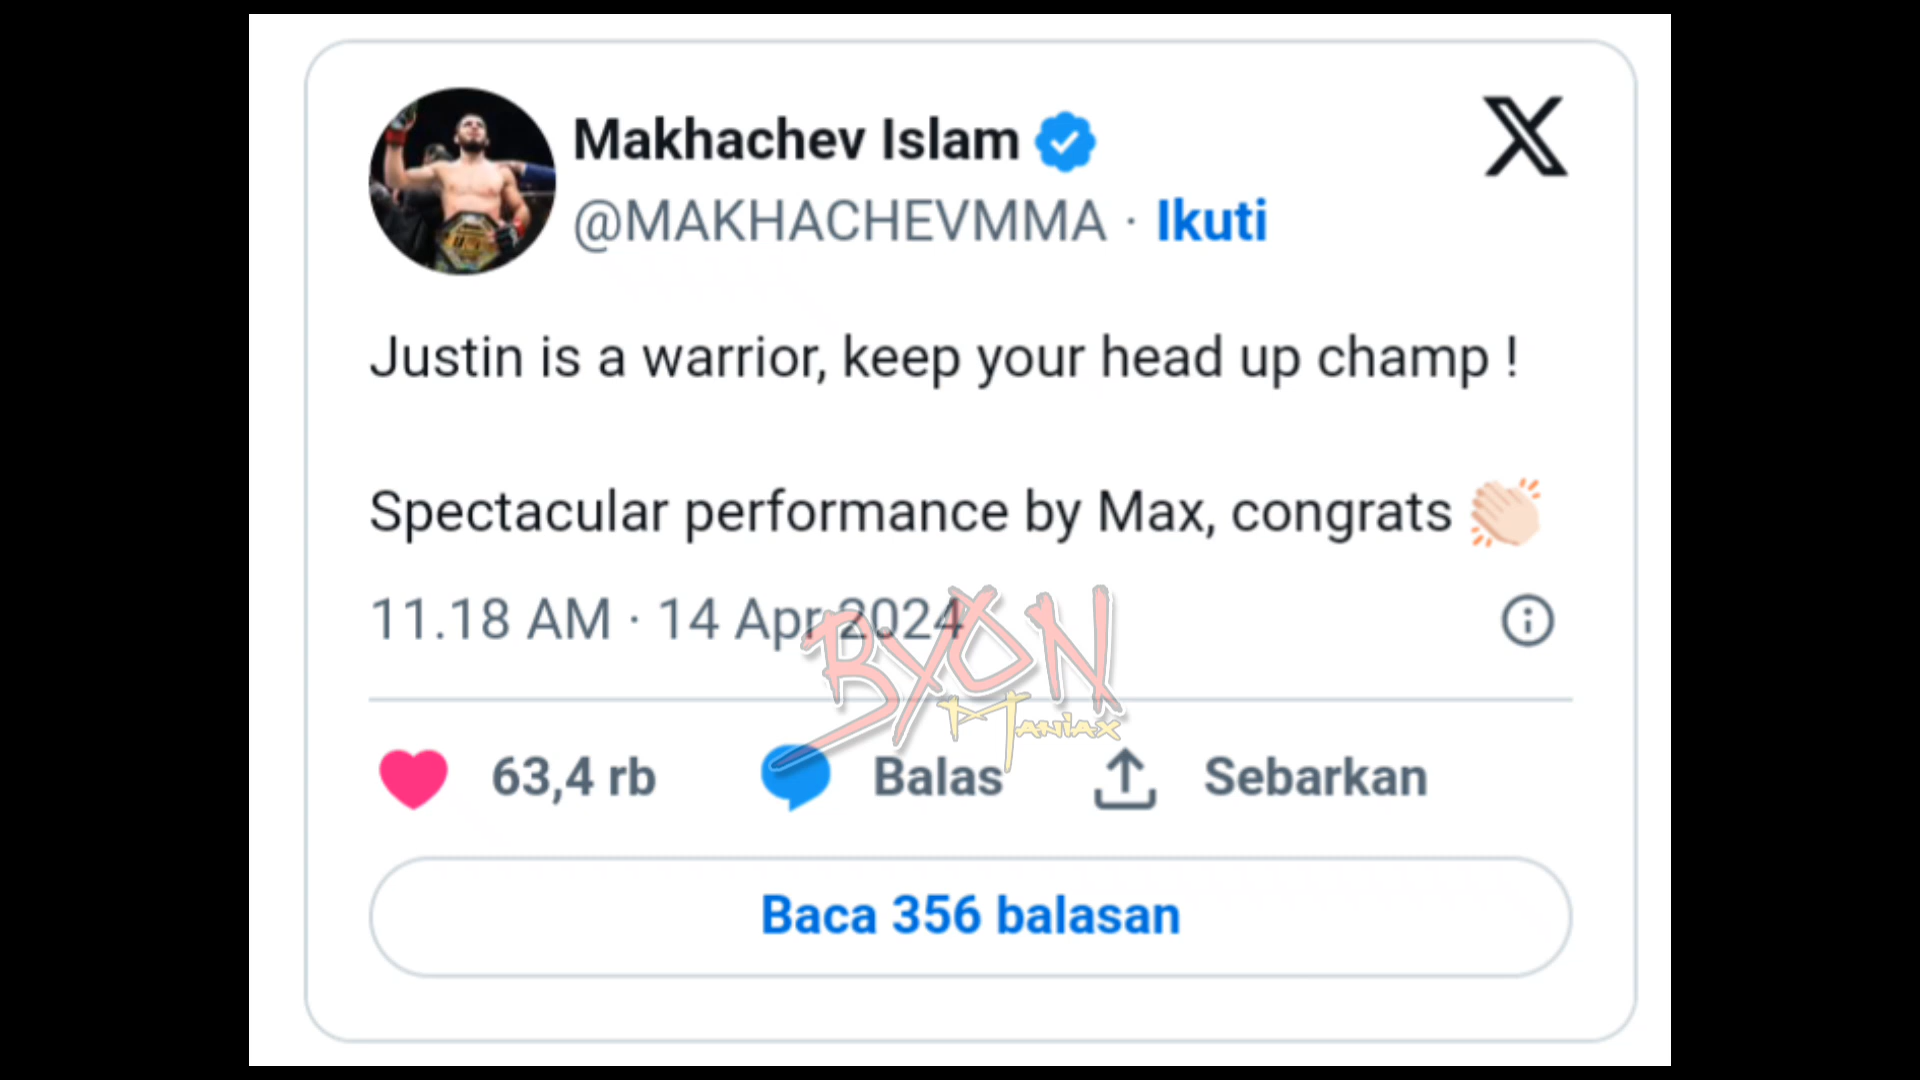 Makhachev Islam
@MAKHACHEVMMA · Ikuti
Justin is a warrior, keep your head up champ !
Spectacular performance by Max, congrats 👏🏻
11.18 AM · 14 Apr 2024
BYON
Maniax
63,4 rb Balas Sebarkan
Baca 356 balasan